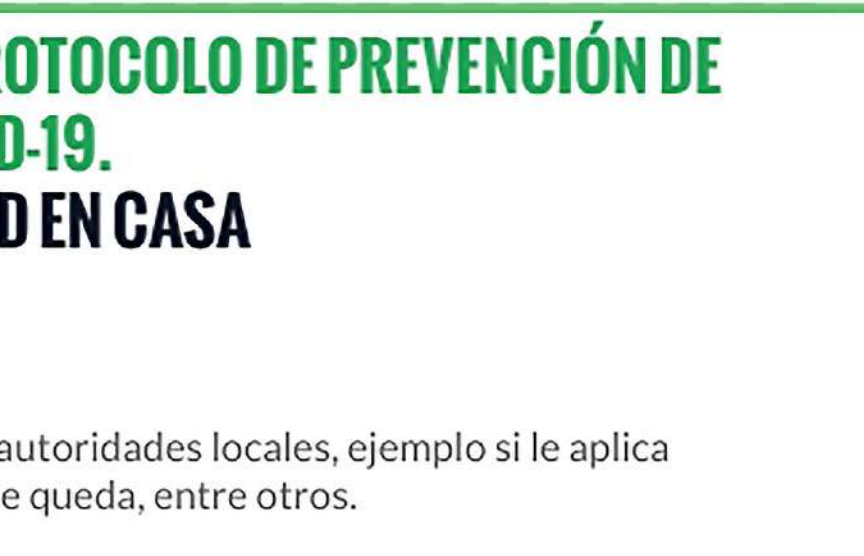 ROTOCOLO DE PREVENCIÓN DE
D-19.
D EN CASA
autoridades locales, ejemplo si le aplica
e queda, entre otros.